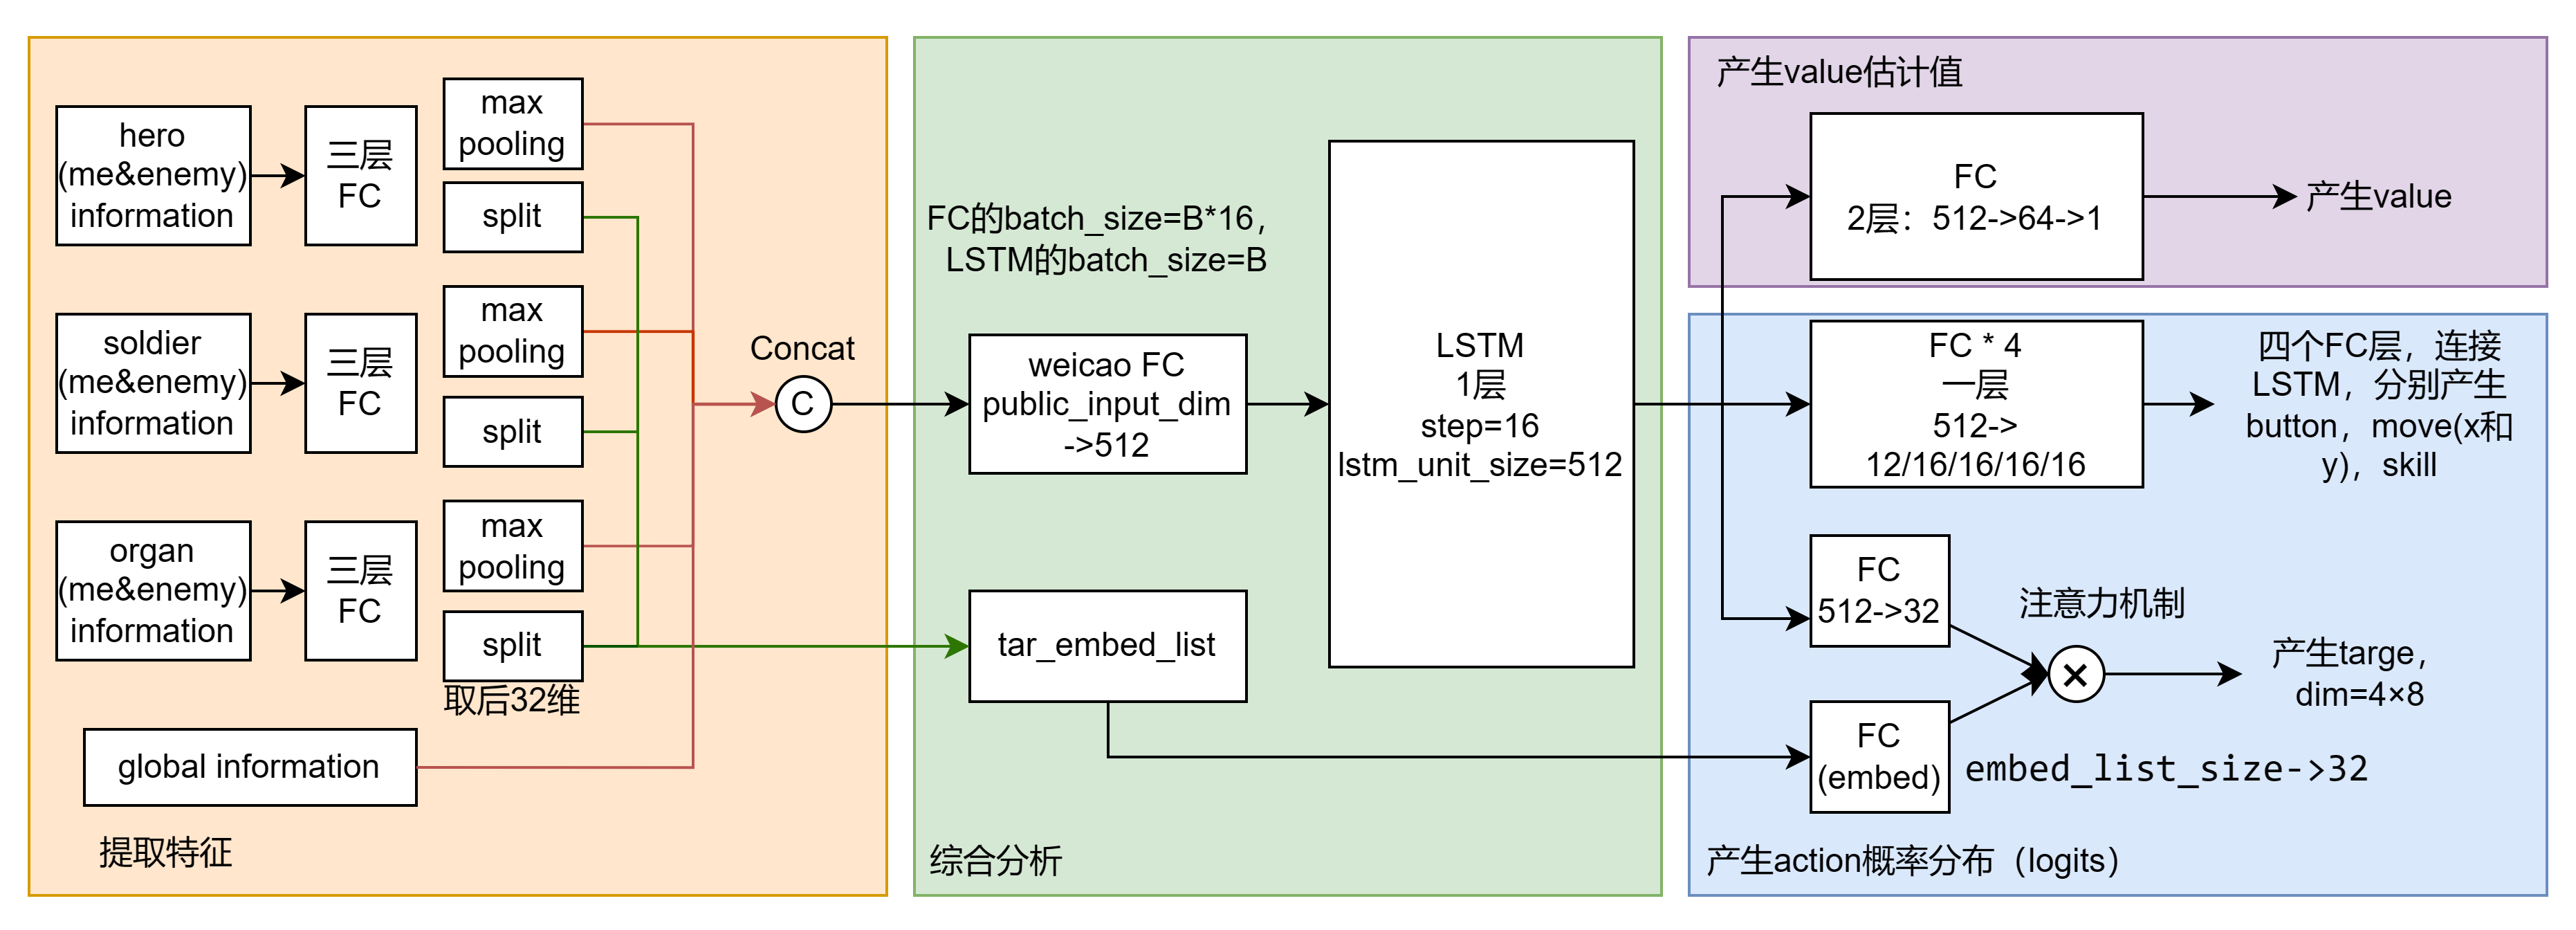 hero
(me&enemy)
information
三层
FC
max
pooling
split
soldier
(me&enemy)
information
三层
FC
max
pooling
split
organ
(me&enemy)
information
三层
FC
max
pooling
split
取后32维
global information
Concat
C
提取特征
FC的batch_size=B*16，
LSTM的batch_size=B
weicao FC
public_input_dim
->512
tar_embed_list
LSTM
1层
step=16
lstm_unit_size=512
综合分析
产生value估计值
FC
2层：512->64->1
产生value
FC * 4
一层
512->
12/16/16/16/16
四个FC层，连接
LSTM，分别产生
button，move(x和
y)，skill
FC
512->32
注意力机制
×
产生targe，
dim=4×8
FC
(embed)
embed_list_size->32
产生action概率分布（logits）